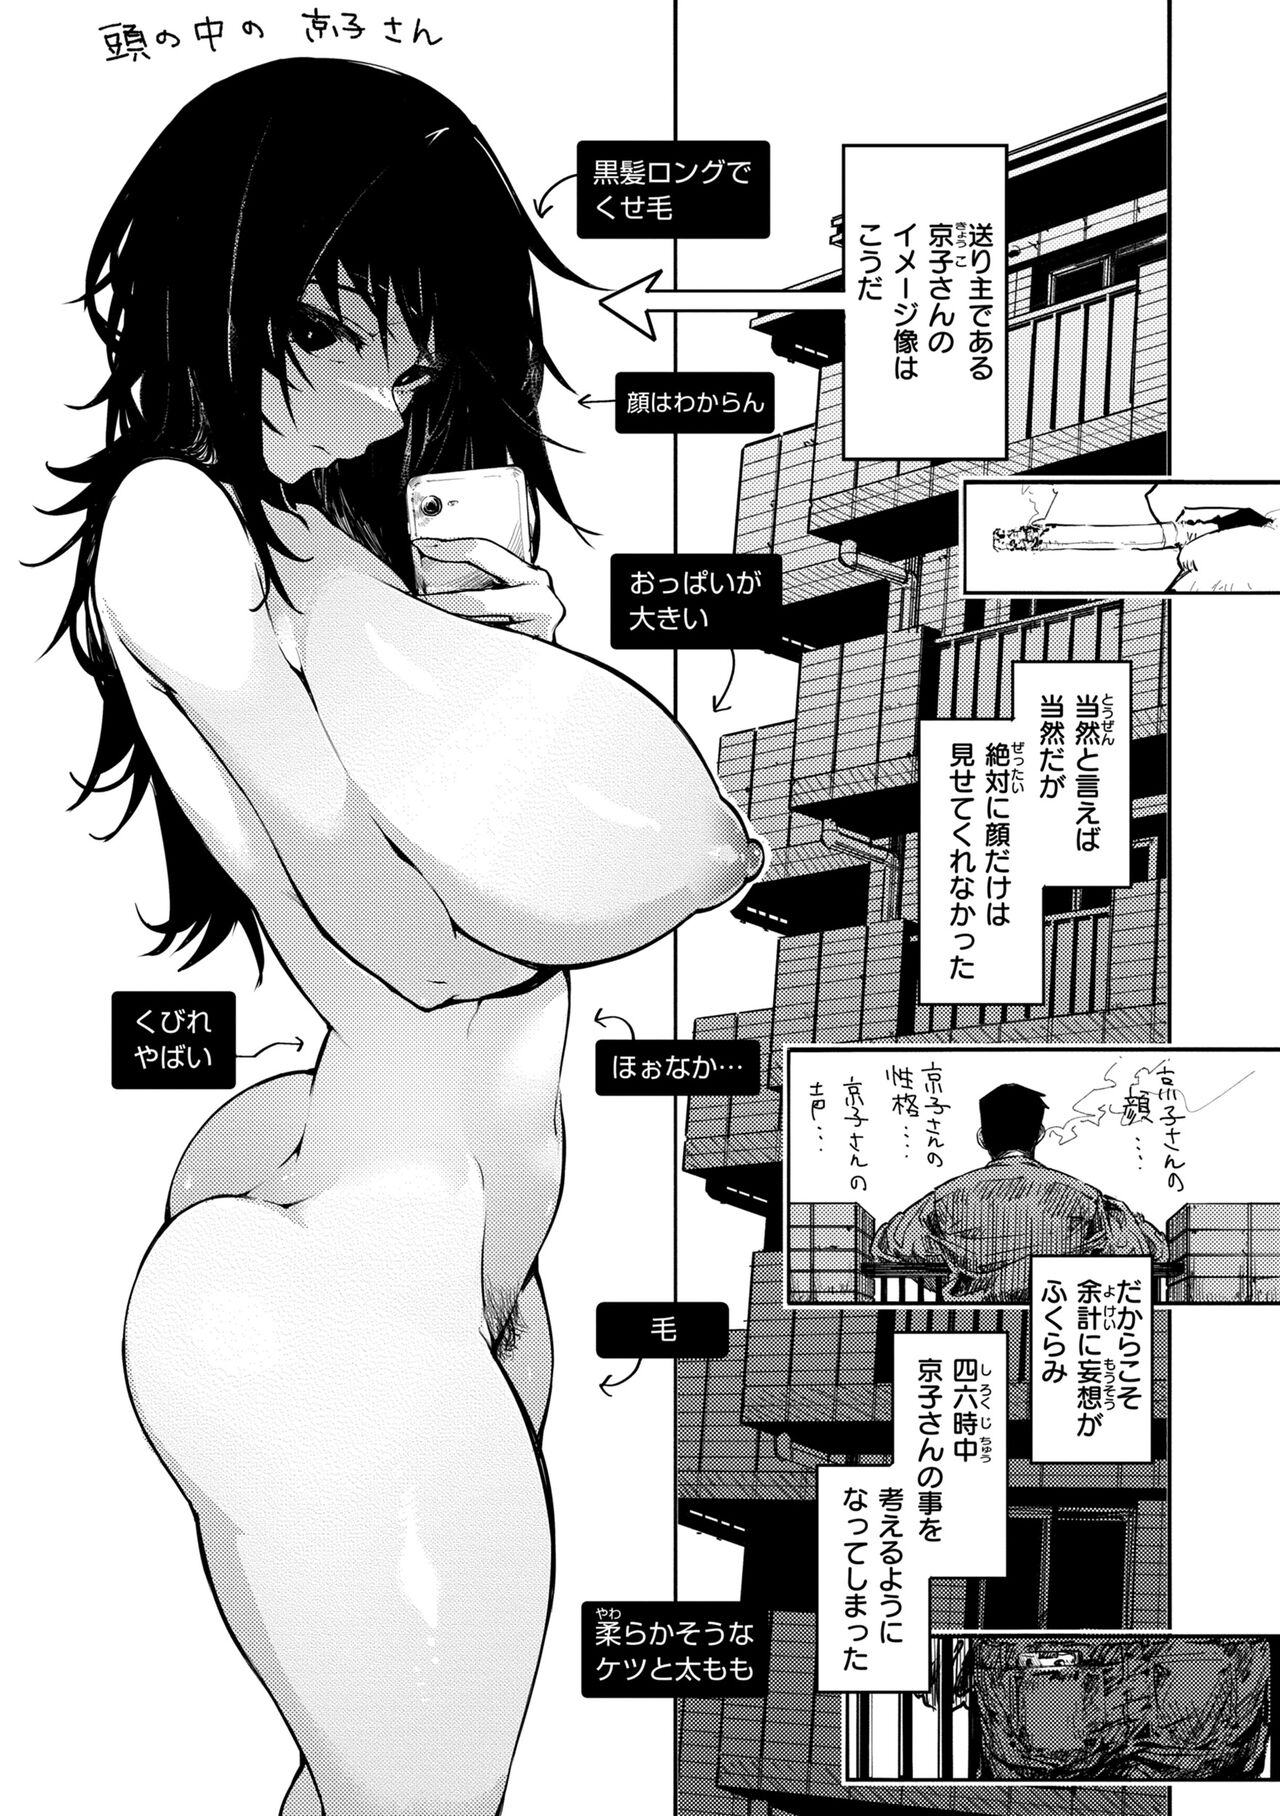 頭の中の京子さん
送り主である
京子さんの
イメージ像は
こうだ
黒髪ロングで
くせ毛
顔はわからん
おっぱいが
大きい
当然と言えば
当然だが
絶対に顔だけは
見せてくれなかった
くびれ
やばい
ほぉなか…
京子さんの
顔…
京子さんの
性格…
京子さんの
声…
だからこそ
余計に妄想が
ふくらみ
毛
四六時中
京子さんの事を
考えるように
なってしまった
柔らかそうな
ケツと太もも